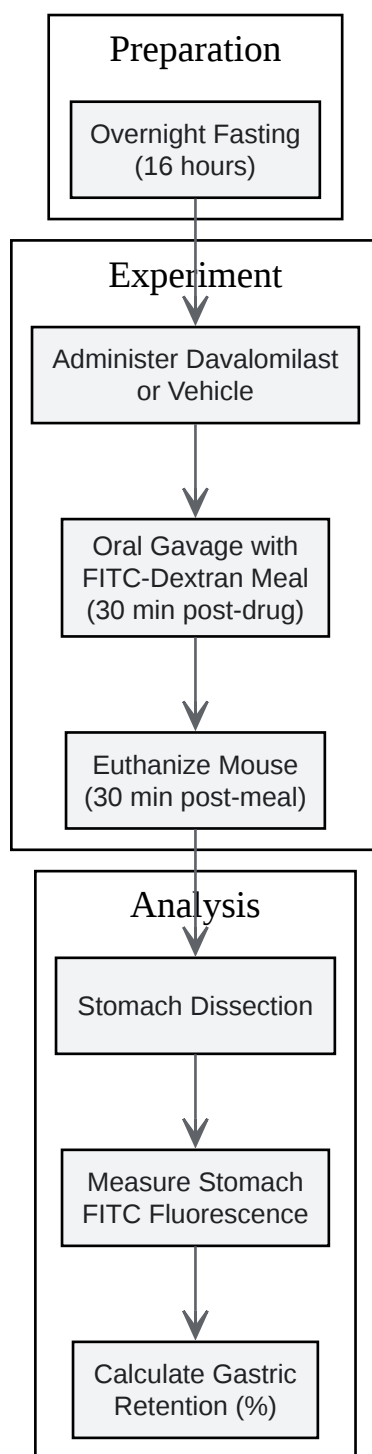 Preparation
Overnight Fasting
(16 hours)
Experiment
Administer Davalomilast
or Vehicle
Oral Gavage with
FITC-Dextran Meal
(30 min post-drug)
Euthanize Mouse
(30 min post-meal)
Analysis
Stomach Dissection
Measure Stomach
FITC Fluorescence
Calculate Gastric
Retention (%)